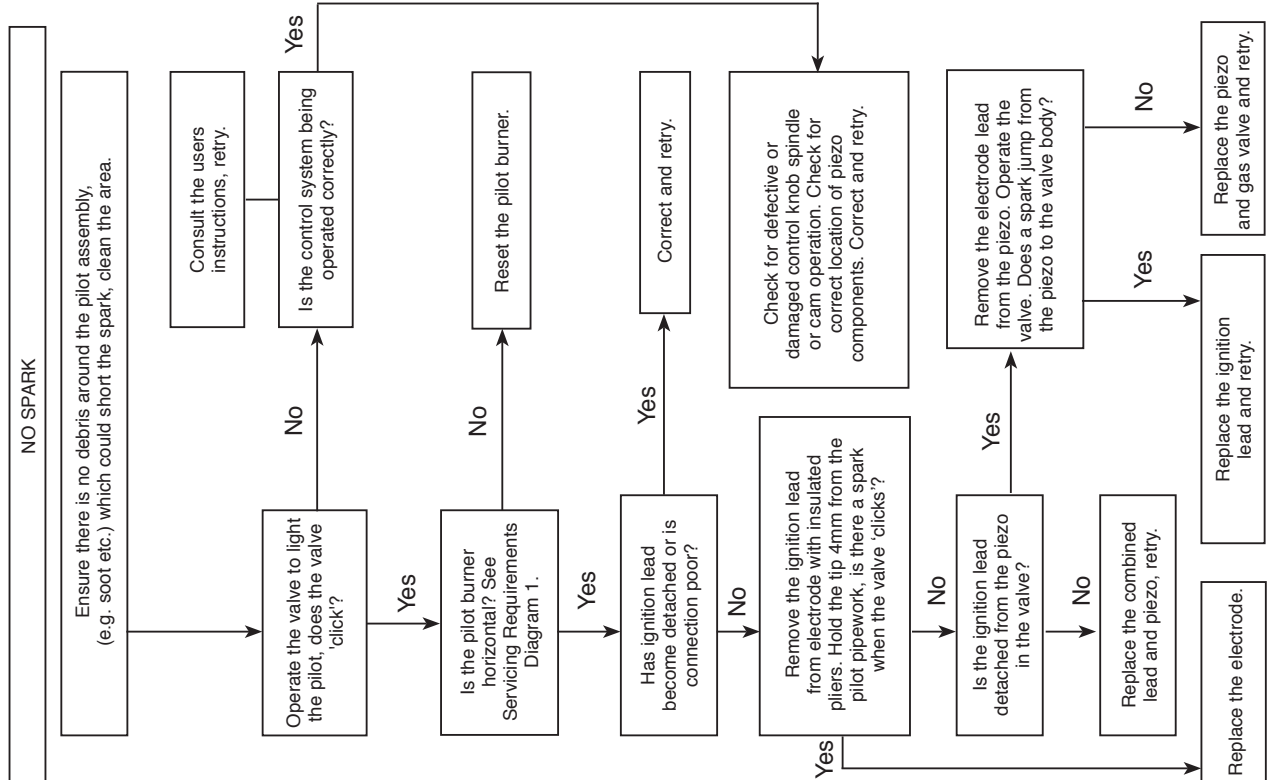 NO SPARK
Ensure there is no debris around the pilot assembly,
(e.g. soot etc.) which could short the spark, clean the area.
Operate the valve to light
the pilot, does the valve
'click'?
No
Is the control system being
operated correctly?
Consult the users
instructions, retry.
Yes
Check for defective or
damaged control knob spindle
or cam operation. Check for
correct location of piezo
components. Correct and retry.
Yes
Is the pilot burner
horizontal? See
Servicing Requirements
Diagram 1.
No
Reset the pilot burner.
Yes
Has ignition lead
become detached or is
connection poor?
Yes
Correct and retry.
No
Remove the ignition lead
from electrode with insulated
pliers. Hold the tip 4mm from the
pilot pipework, is there a spark
when the valve ‘clicks’?
Yes
Replace the electrode.
No
Is the ignition lead
detached from the piezo
in the valve?
No
Replace the combined
lead and piezo, retry.
Yes
Remove the electrode lead
from the piezo. Operate the
valve. Does a spark jump from
the piezo to the valve body?
Yes
Replace the ignition
lead and retry.
No
Replace the piezo
and gas valve and retry.